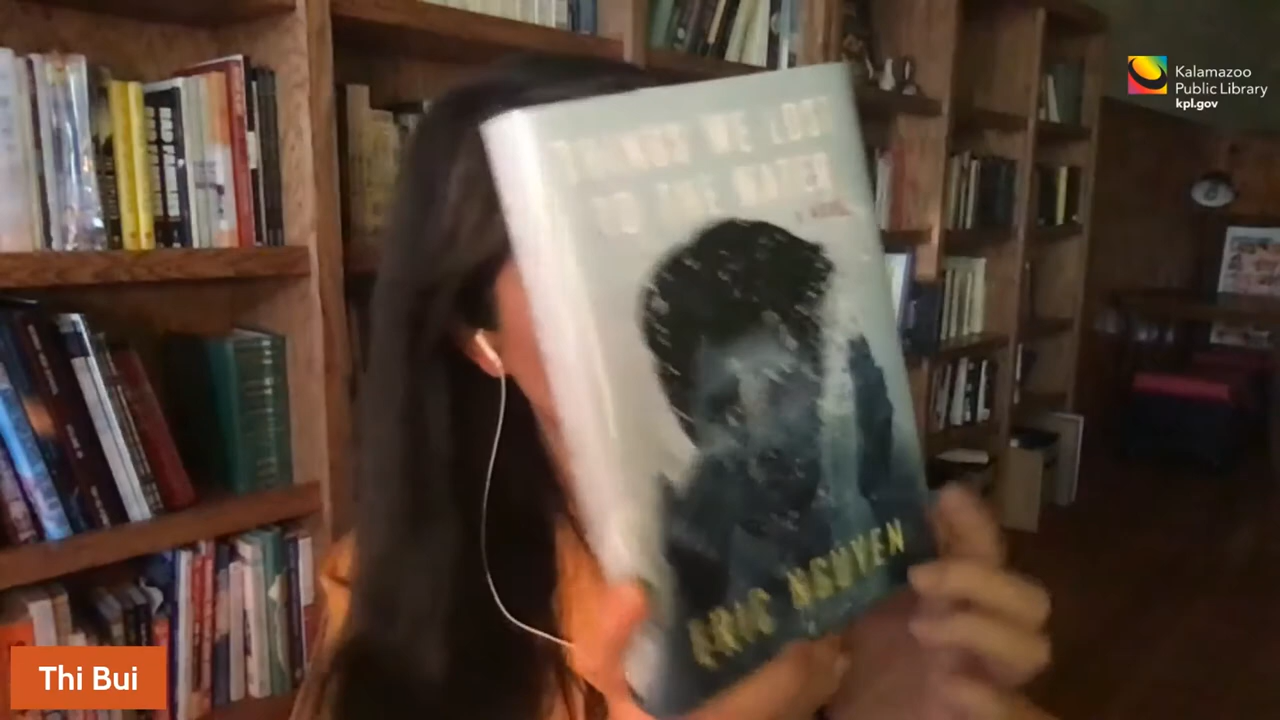 Kalamazoo
Public Library
kpl.gov
THINGS WE LOST
TO THE WATER
A NOVEL
ERIC NGUYEN
Thi Bui